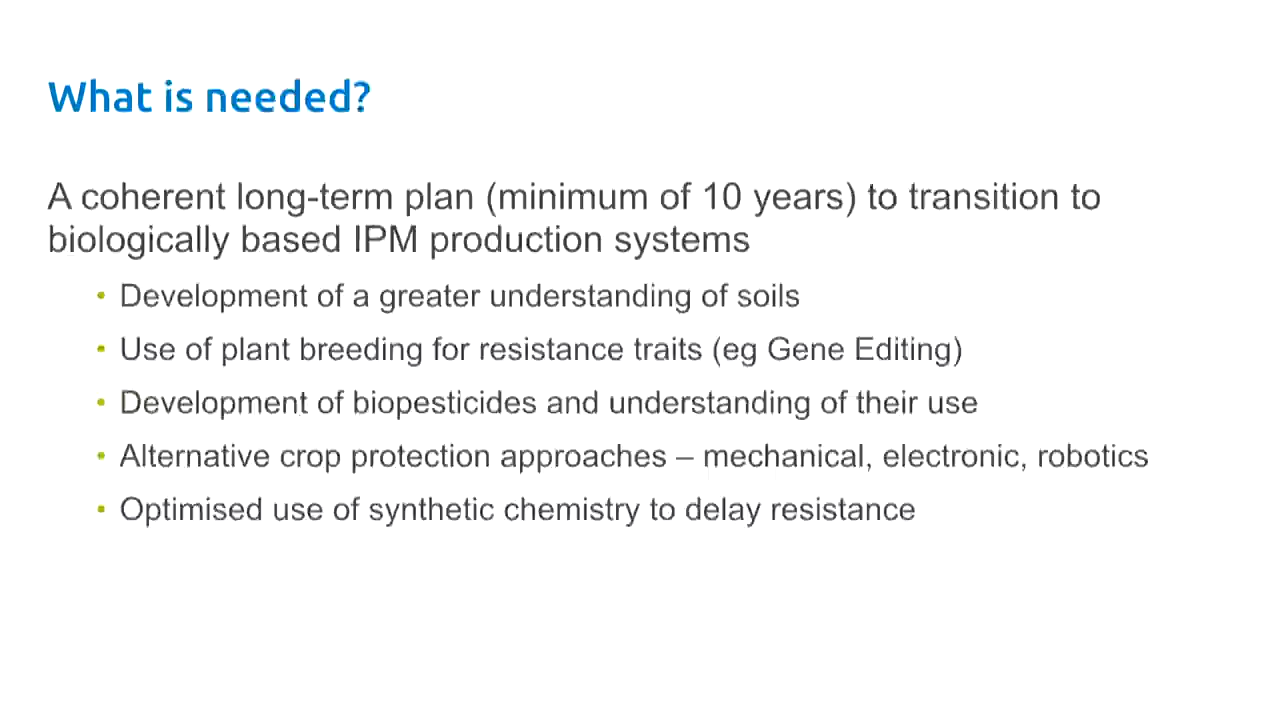 What is needed?
A coherent long-term plan (minimum of 10 years) to transition to
biologically based IPM production systems
• Development of a greater understanding of soils
• Use of plant breeding for resistance traits (eg Gene Editing)
• Development of biopesticides and understanding of their use
• Alternative crop protection approaches – mechanical, electronic, robotics
• Optimised use of synthetic chemistry to delay resistance